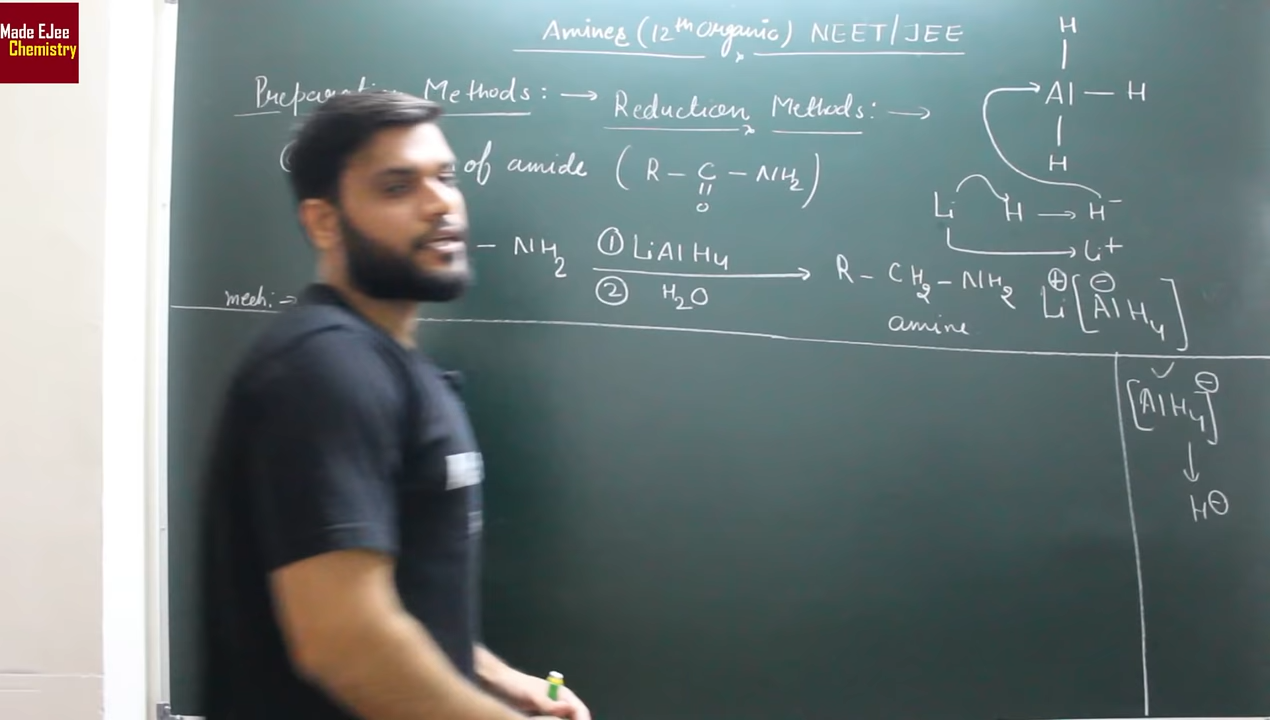 Made EJee
Chemistry
Amines (12th Organic) NEET/JEE
Methods: → Reduction Methods: →
of amide ( R - C - NH2 )
O
H
Al - H
H
H
Li H → H-
Li+
- NH2 ① LiAlH4
② H2O
R - CH2 - NH2
amine
Li⊕ [AlH4]⊖
mech: →
[AlH4]⊖
↓
H⊖